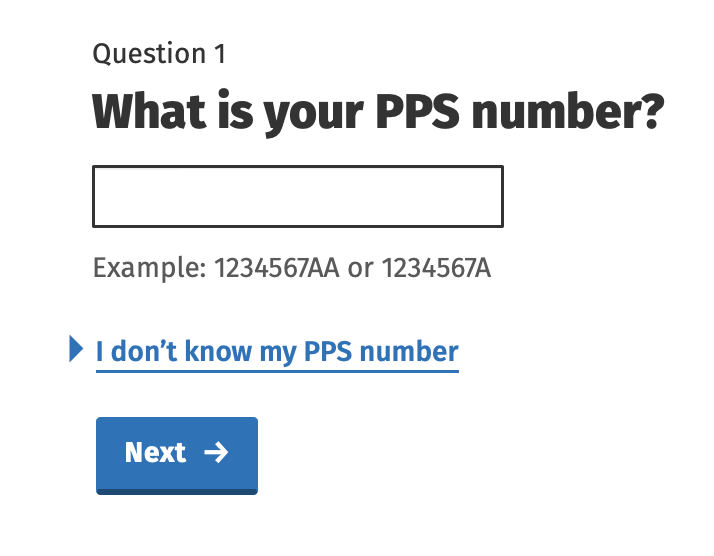 Question 1
What is your PPS number?
Example: 1234567AA or 1234567A
I don’t know my PPS number
Next →